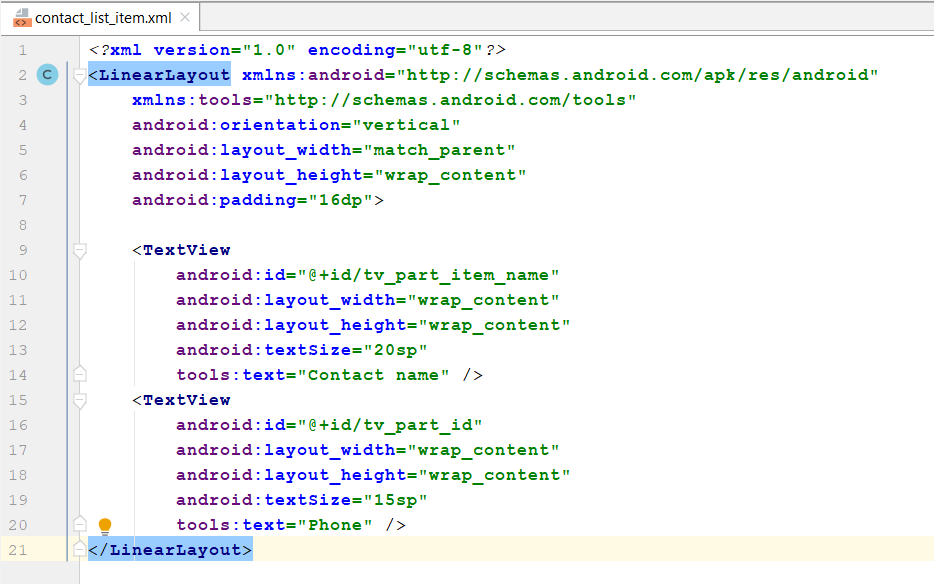 contact_list_item.xml
1 <?xml version="1.0" encoding="utf-8"?>
2 C <LinearLayout xmlns:android="http://schemas.android.com/apk/res/android"
3 xmlns:tools="http://schemas.android.com/tools"
4 android:orientation="vertical"
5 android:layout_width="match_parent"
6 android:layout_height="wrap_content"
7 android:padding="16dp">
8
9 <TextView
10 android:id="@+id/tv_part_item_name"
11 android:layout_width="wrap_content"
12 android:layout_height="wrap_content"
13 android:textSize="20sp"
14 tools:text="Contact name" />
15 <TextView
16 android:id="@+id/tv_part_id"
17 android:layout_width="wrap_content"
18 android:layout_height="wrap_content"
19 android:textSize="15sp"
20 tools:text="Phone" />
21 </LinearLayout>